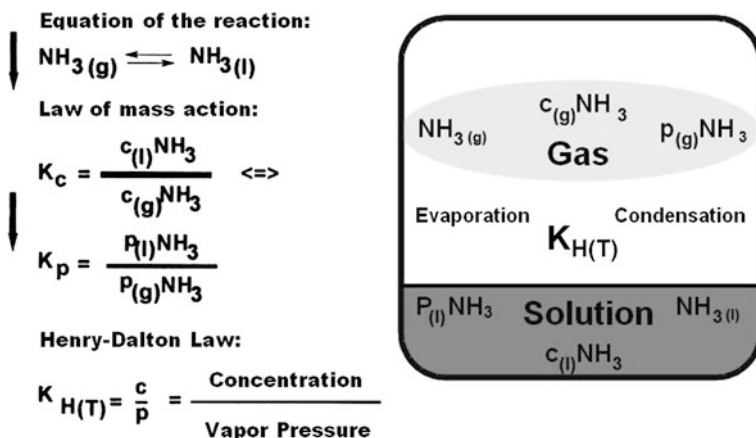 Equation of the reaction:
NH3 (g) ⇌ NH3 (l)
Law of mass action:
Kc = c(l)NH3 / c(g)NH3 <=>
Kp = p(l)NH3 / p(g)NH3
Henry-Dalton Law:
K H(T) = c/p = Concentration / Vapor Pressure
c(g)NH3
NH3 (g) p(g)NH3
Gas
Evaporation Condensation
KH(T)
P(l)NH3 Solution NH3 (l)
c(l)NH3